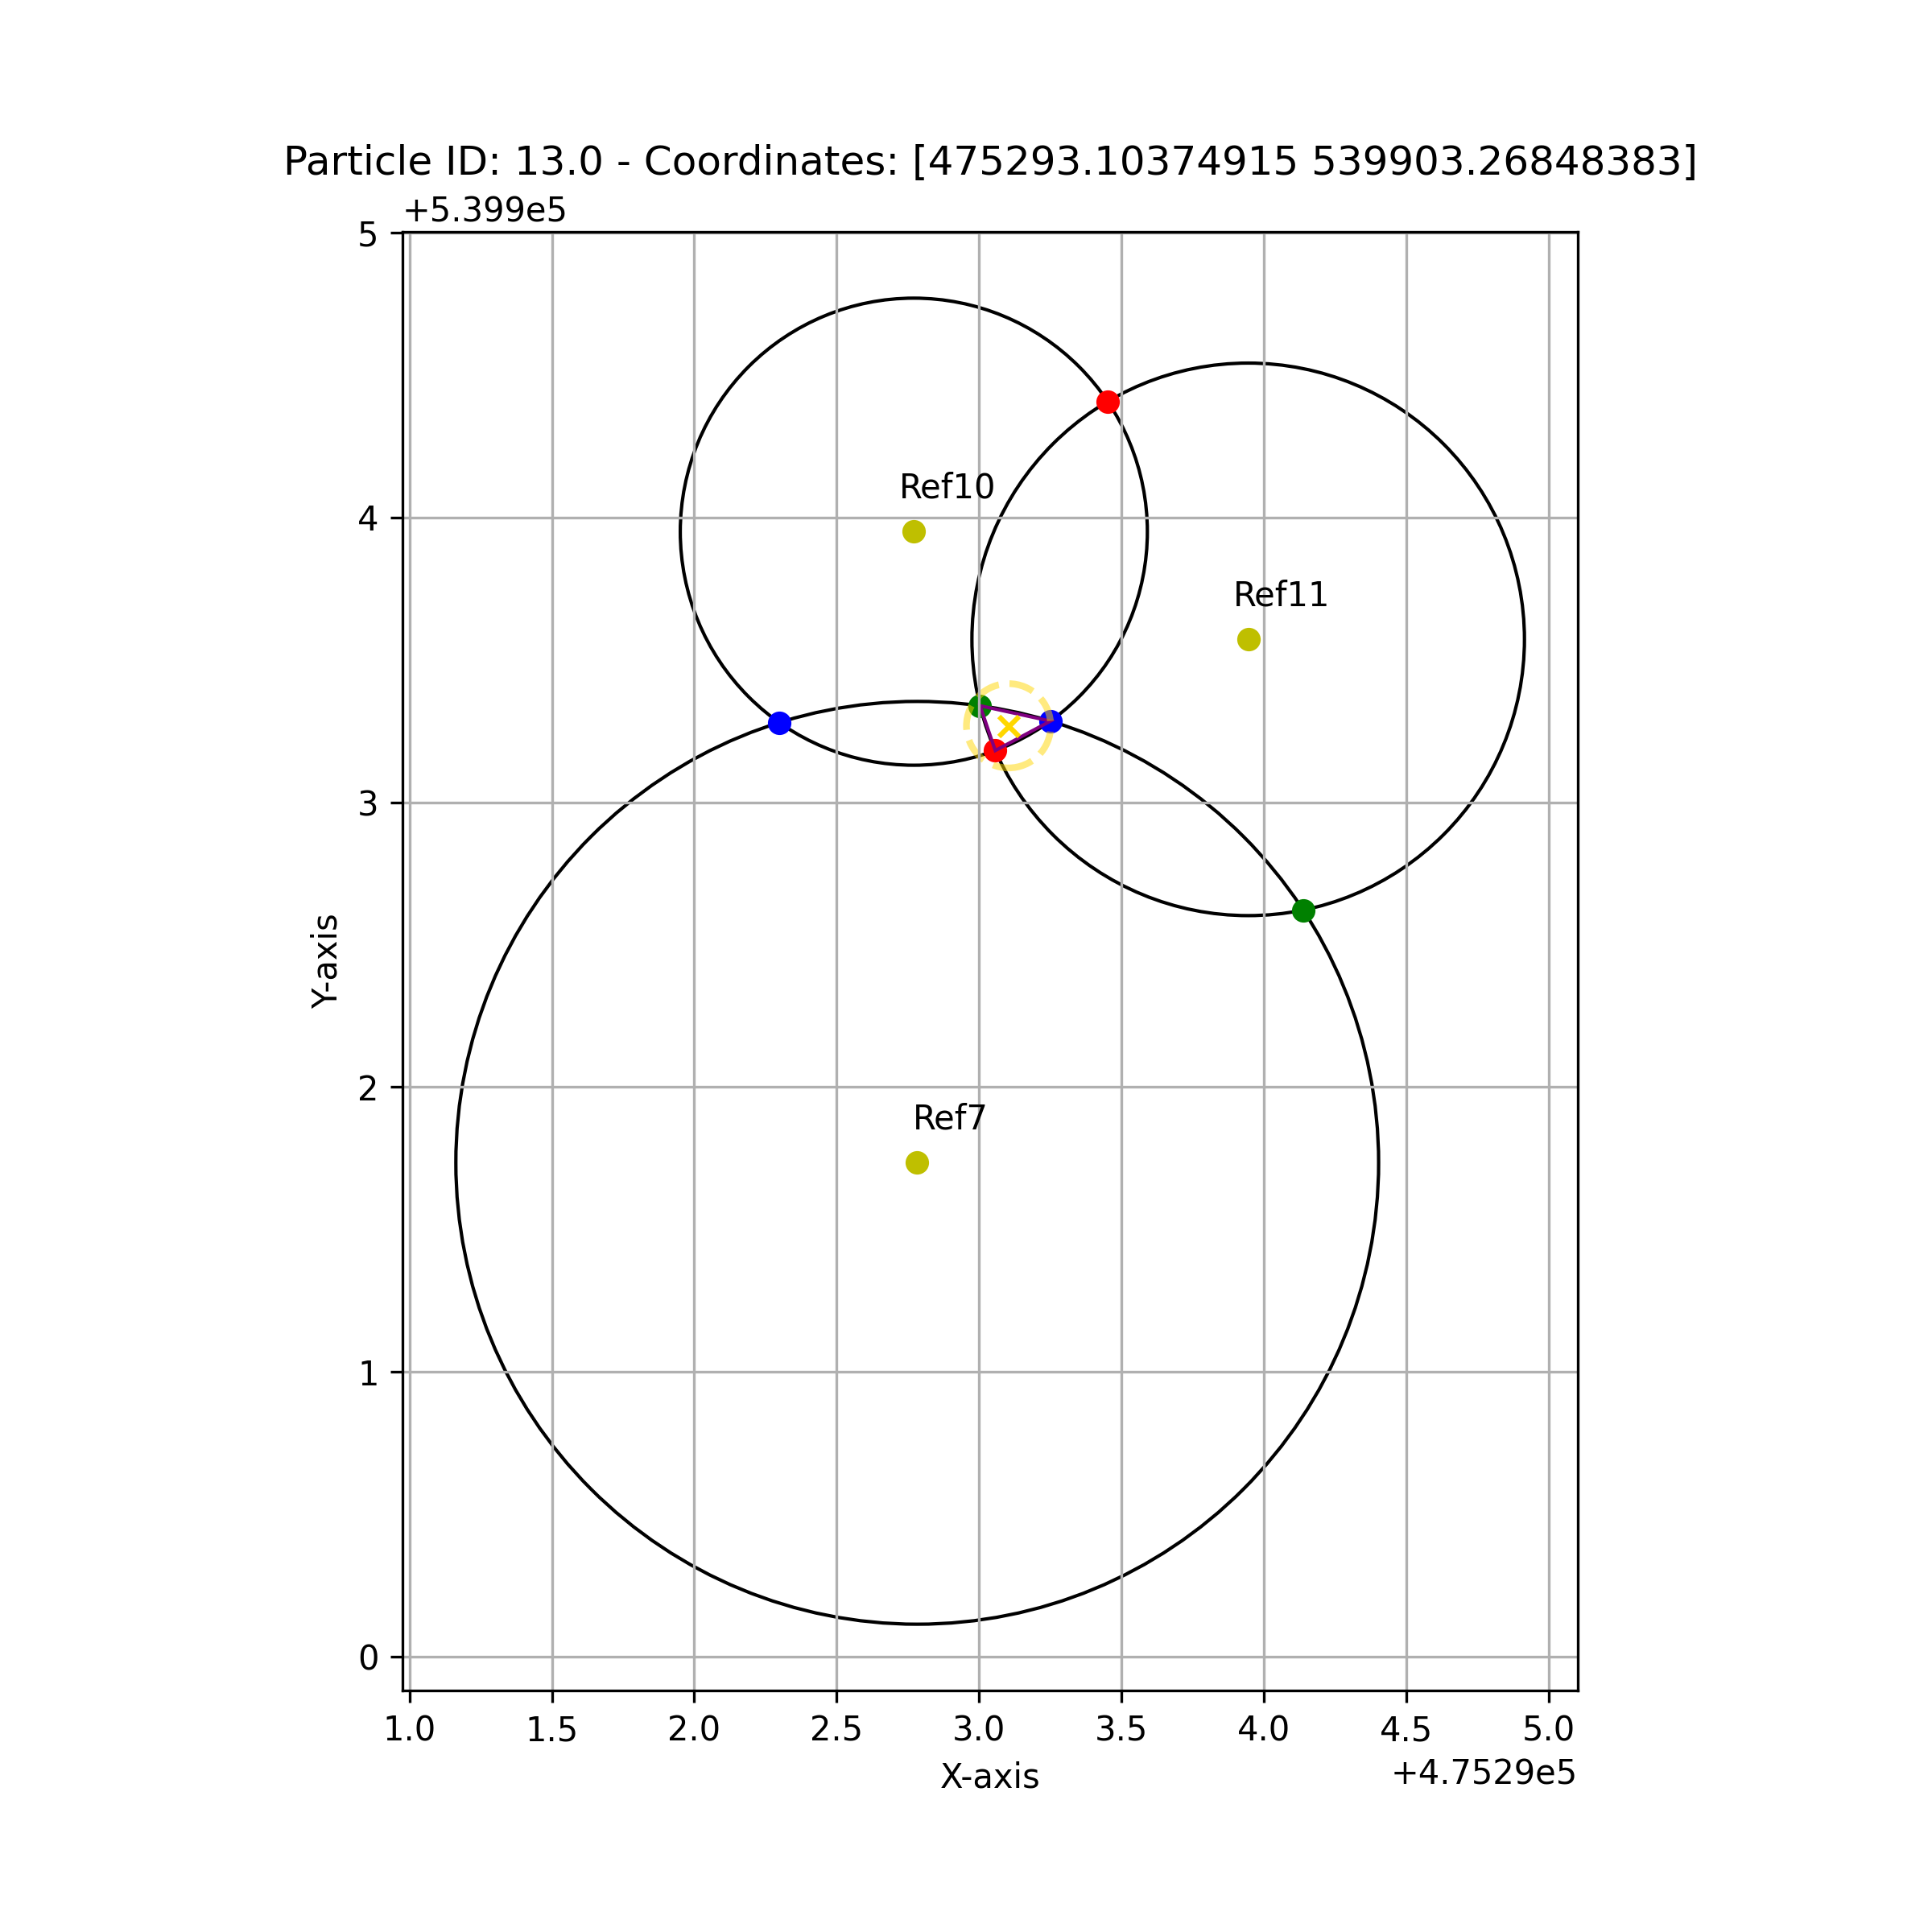 Particle ID: 13.0 - Coordinates: [475293.10374915 539903.26848383]
+5.399e5
5
Ref10
4
Ref11
3
Y-axis
2
Ref7
1
0
1.0 1.5 2.0 2.5 3.0 3.5 4.0 4.5 5.0
X-axis
+4.7529e5